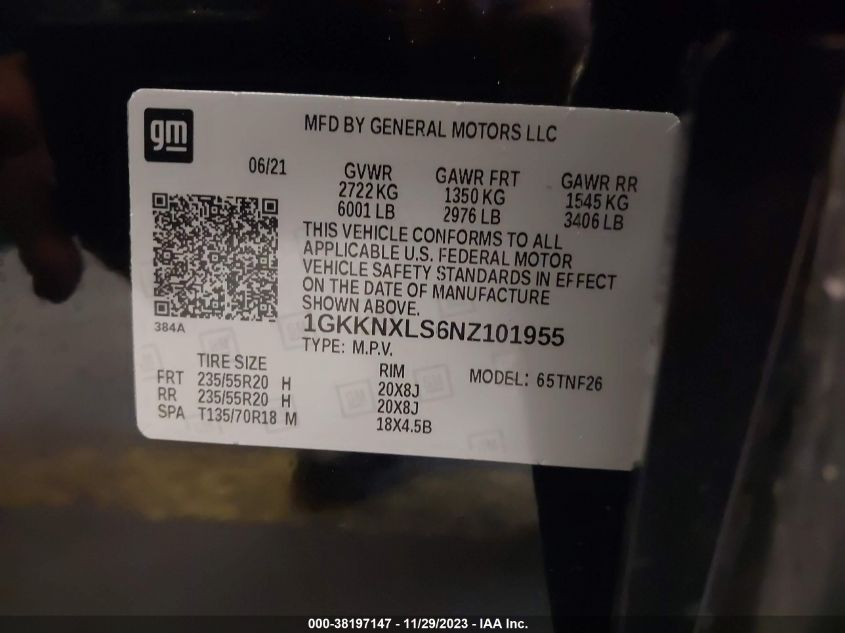 gm
MFD BY GENERAL MOTORS LLC
06/21
GVWR GAWR FRT GAWR RR
2722 KG 1350 KG 1545 KG
6001 LB 2976 LB 3406 LB
THIS VEHICLE CONFORMS TO ALL
APPLICABLE U.S. FEDERAL MOTOR
VEHICLE SAFETY STANDARDS IN EFFECT
ON THE DATE OF MANUFACTURE
SHOWN ABOVE.
384A
1GKKNXLS6NZ101955
TYPE: M.P.V.
TIRE SIZE RIM MODEL: 65TNF26
FRT 235/55R20 H 20X8J
RR 235/55R20 H 20X8J
SPA T135/70R18 M 18X4.5B
000-38197147 - 11/29/2023 - IAA Inc.